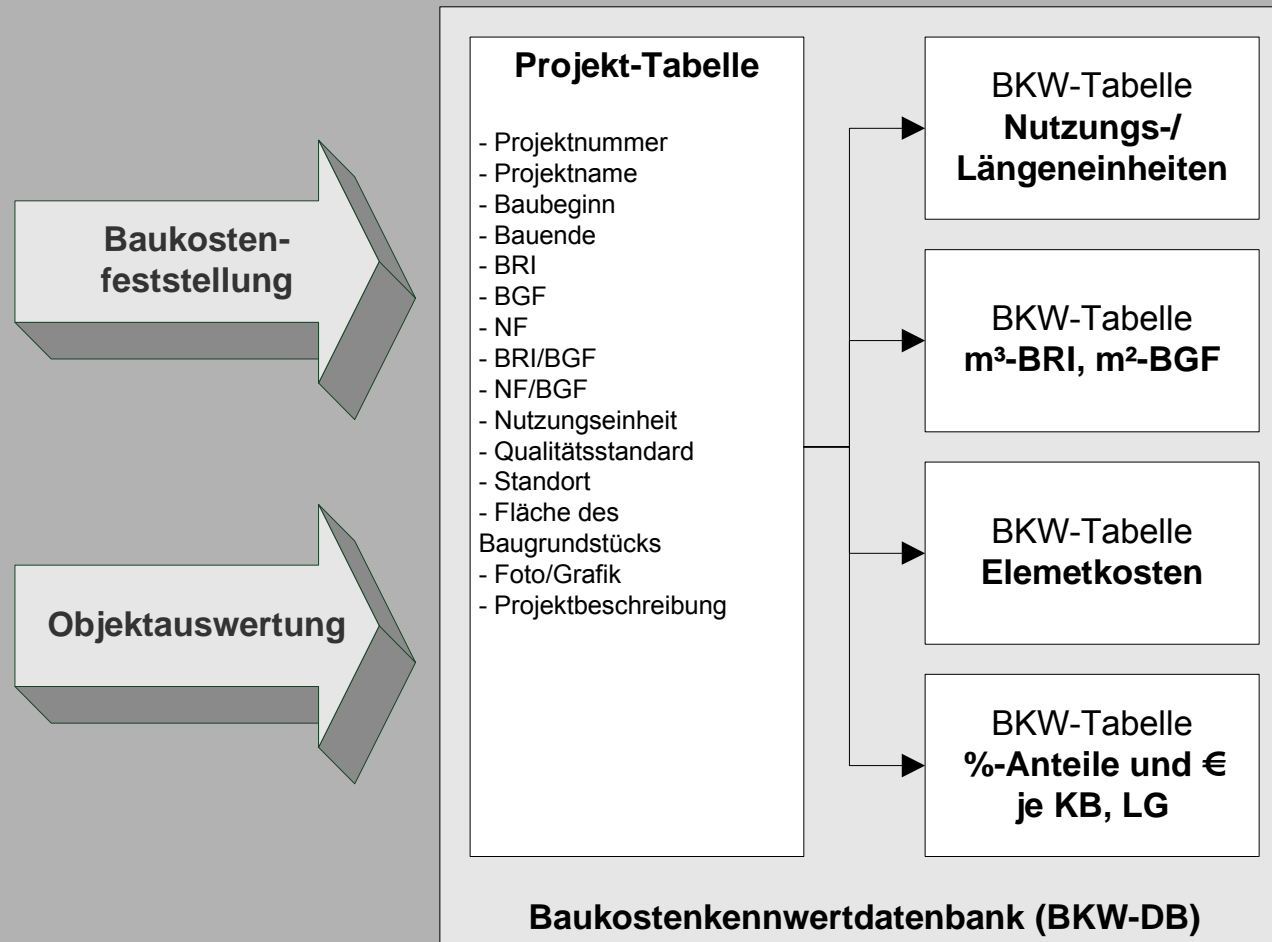 Baukosten-
feststellung
Objektauswertung
Projekt-Tabelle
- Projektnummer
- Projektname
- Baubeginn
- Bauende
- BRI
- BGF
- NF
- BRI/BGF
- NF/BGF
- Nutzungseinheit
- Qualitätsstandard
- Standort
- Fläche des
Baugrundstücks
- Foto/Grafik
- Projektbeschreibung
BKW-Tabelle
Nutzungs-/
Längeneinheiten
BKW-Tabelle
m³-BRI, m²-BGF
BKW-Tabelle
Elemetkosten
BKW-Tabelle
%-Anteile und €
je KB, LG
Baukostenkennwertdatenbank (BKW-DB)